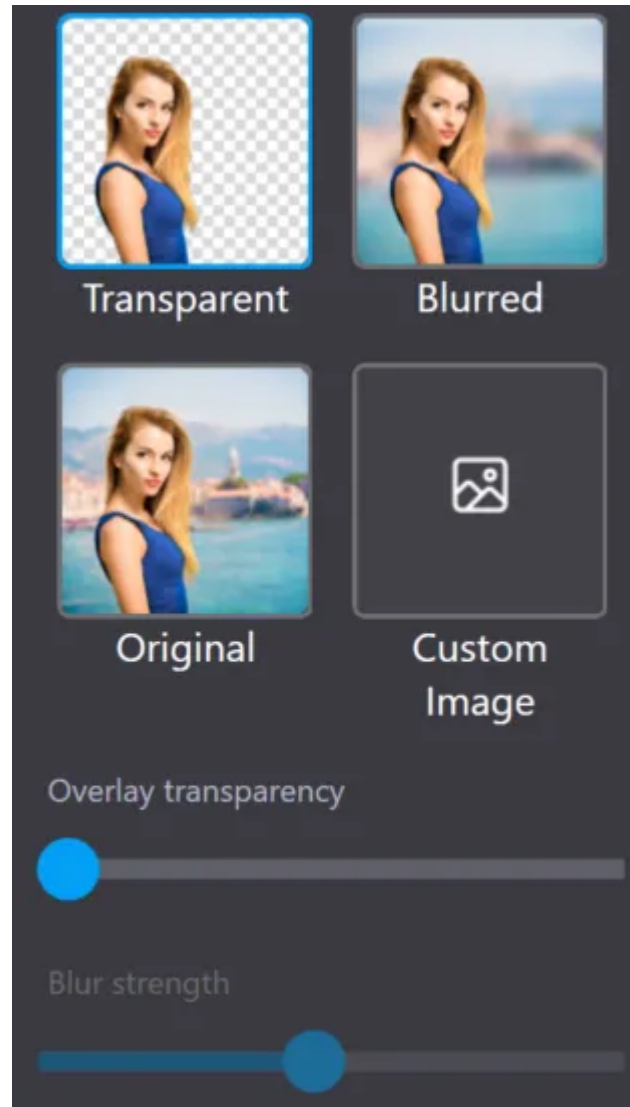 Transparent
Blurred
Original
Custom
Image
Overlay transparency
Blur strength